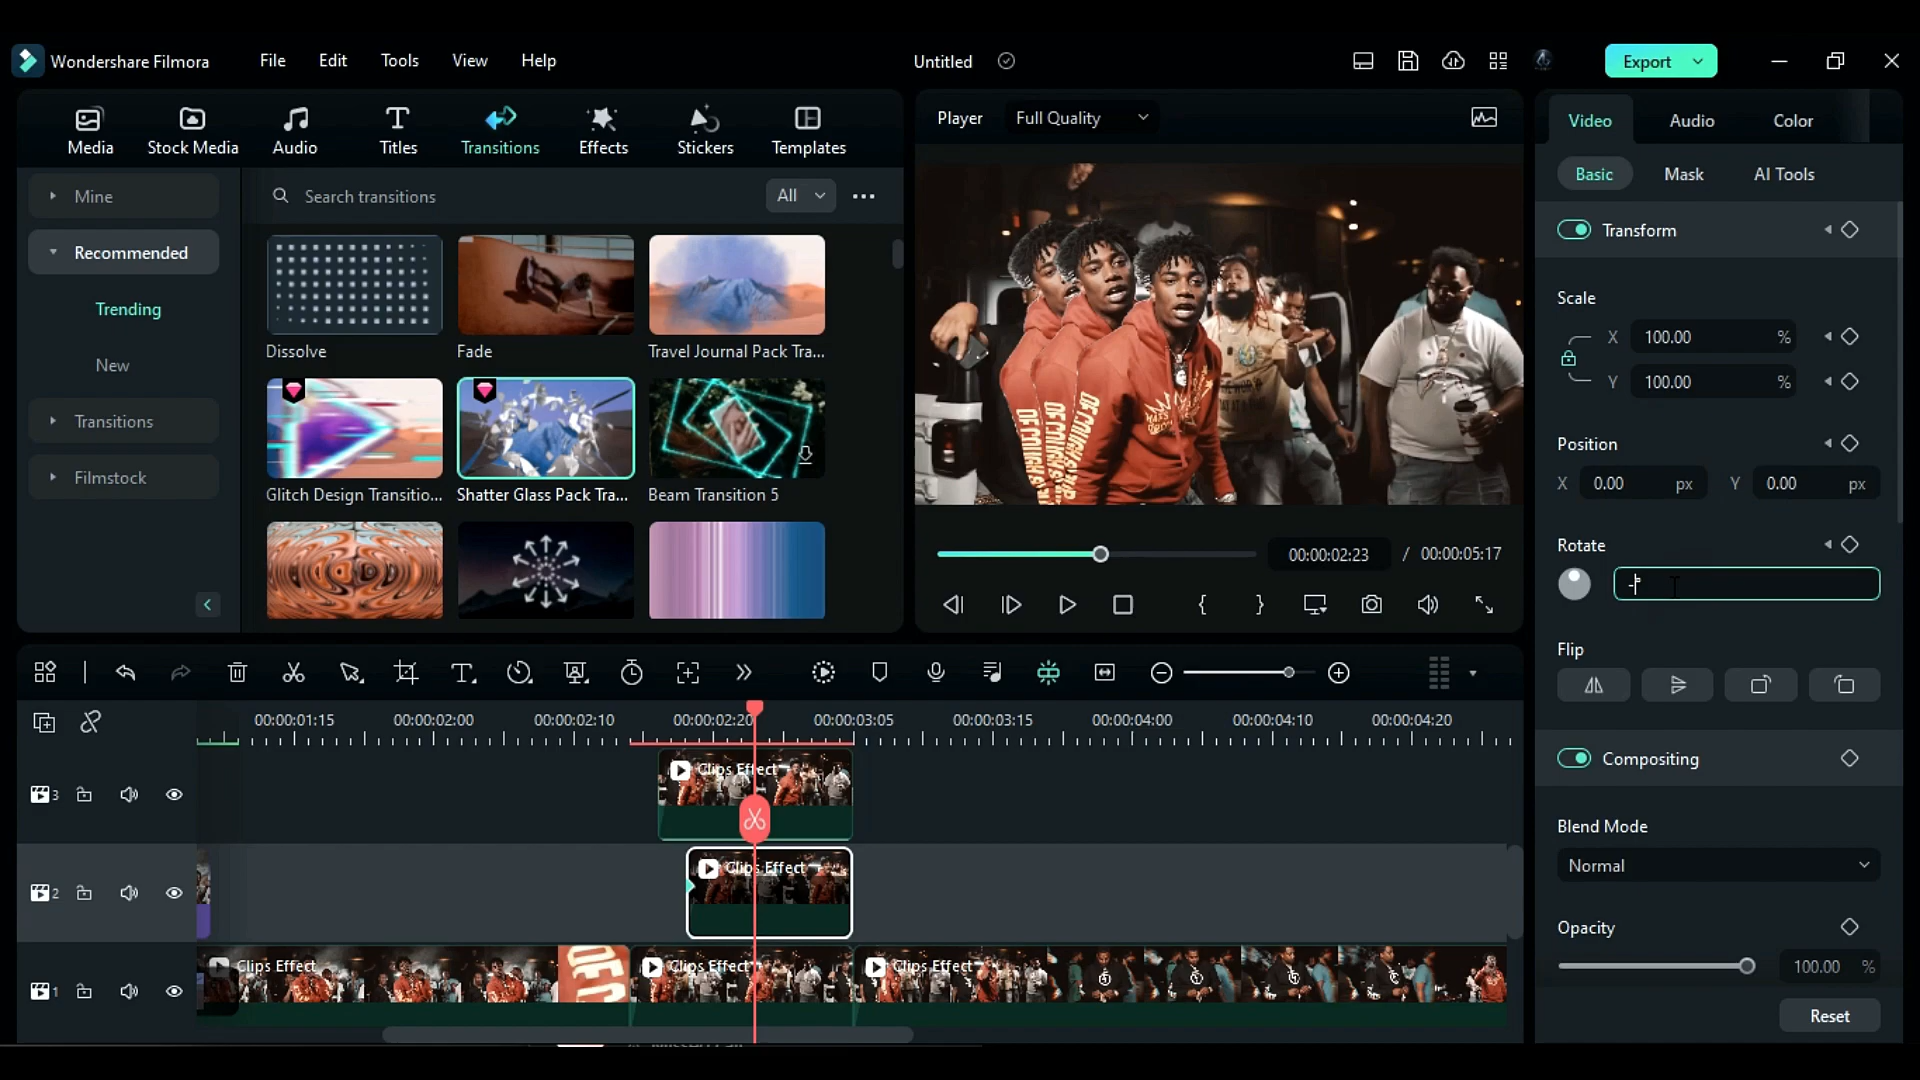 Wondershare Filmora
File
Edit
Tools
View
Help
Untitled
Export
Media
Stock Media
Audio
Titles
Transitions
Effects
Stickers
Templates
Player
Full Quality
Video
Audio
Color
Mine
Search transitions
All
Basic
Mask
AI Tools
Recommended
Transform
Trending
Dissolve
Fade
Travel Journal Pack Tra...
Scale
X 100.00 %
Y 100.00 %
New
Transitions
Filmstock
Glitch Design Transitio...
Shatter Glass Pack Tra...
Beam Transition 5
Position
X 0.00 px Y 0.00 px
Rotate
-°
00:00:02:23 / 00:00:05:17
Flip
00:00:01:15
00:00:02:00
00:00:02:10
00:00:02:20
00:00:03:05
00:00:03:15
00:00:04:00
00:00:04:10
00:00:04:20
Compositing
3
Clips Effect
Blend Mode
Normal
2
Clips Effect
Opacity
100.00 %
1
Clips Effect
Clips Effect
Clips Effect
Reset